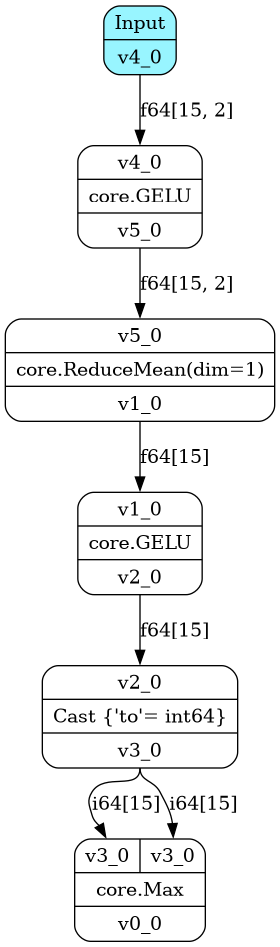 Input
v4_0
f64[15, 2]
v4_0
core.GELU
v5_0
f64[15, 2]
v5_0
core.ReduceMean(dim=1)
v1_0
f64[15]
v1_0
core.GELU
v2_0
f64[15]
v2_0
Cast {'to'= int64}
v3_0
i64[15] i64[15]
v3_0 v3_0
core.Max
v0_0